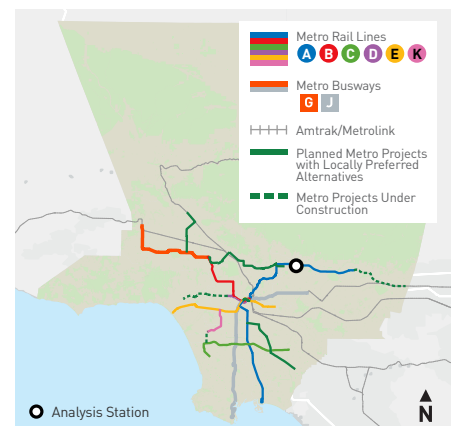 Metro Rail Lines
A B C D E K
Metro Busways
G J
Amtrak/Metrolink
Planned Metro Projects
with Locally Preferred
Alternatives
Metro Projects Under
Construction
Analysis Station
N